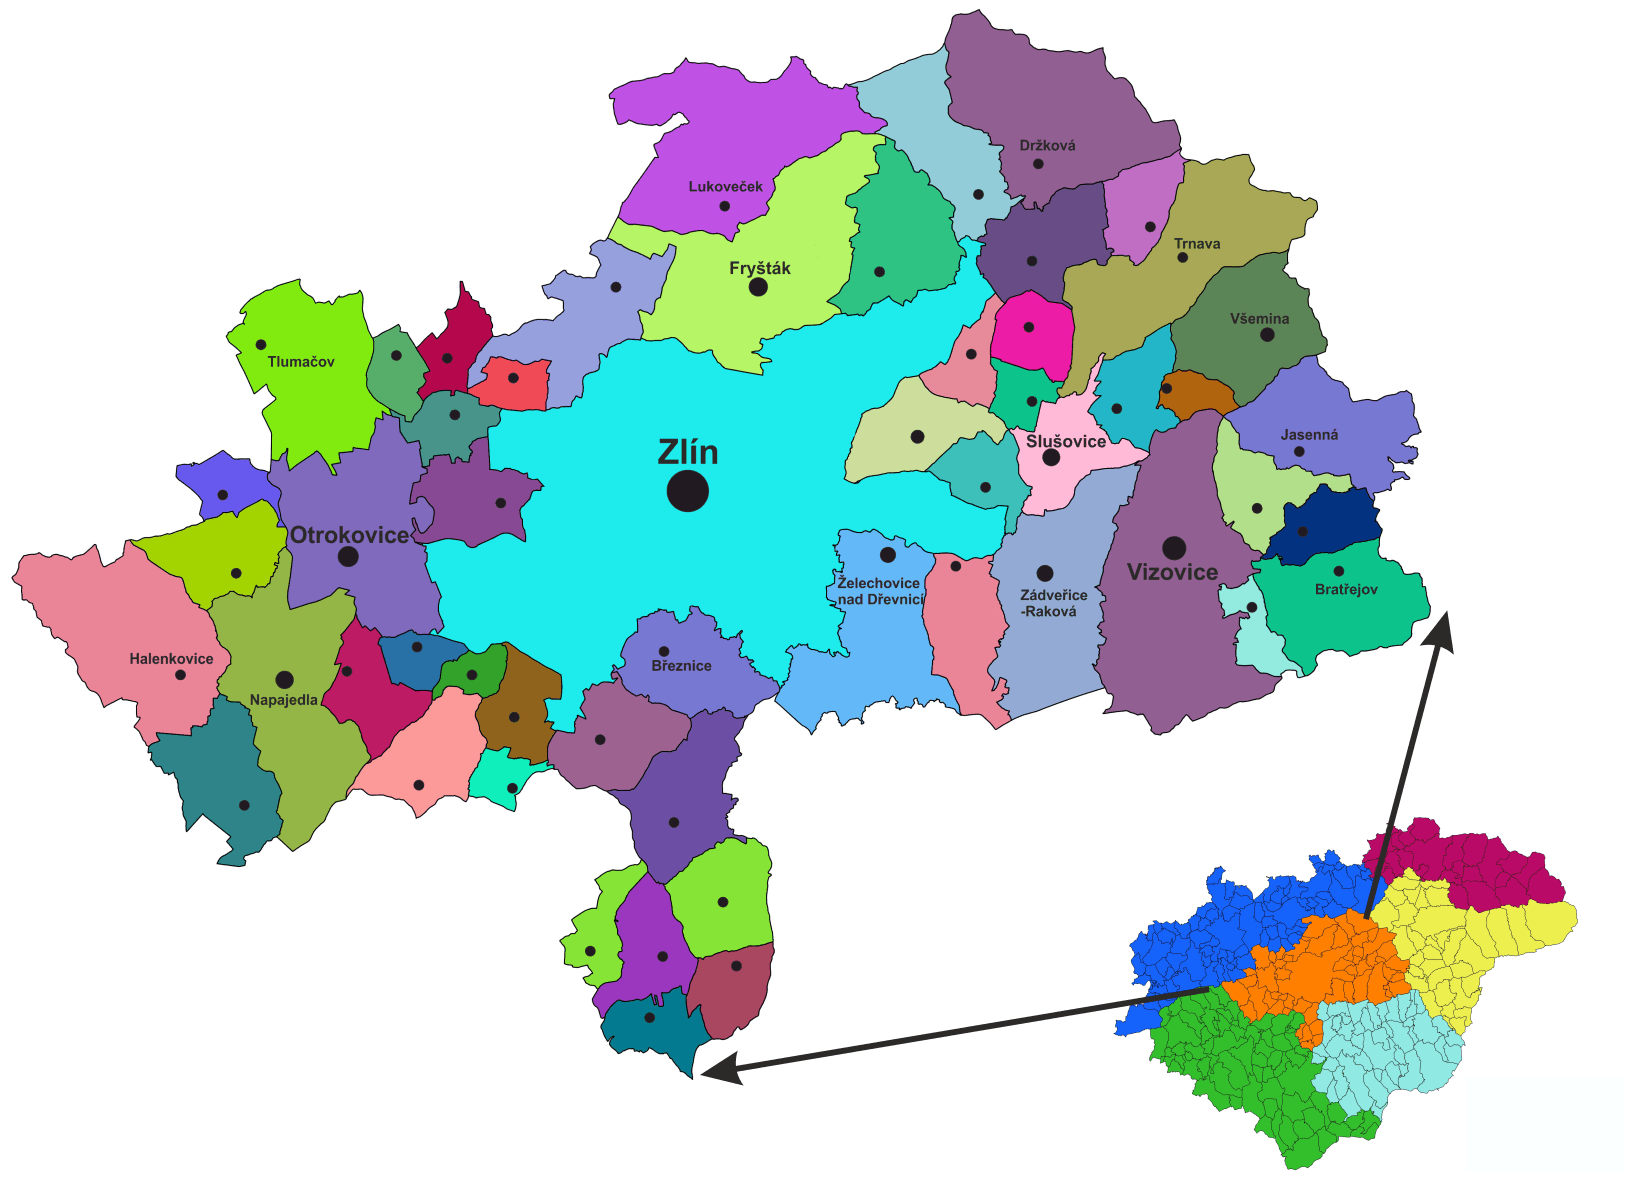 Držková
Lukoveček
Trnava
Fryšták
Všemina
Tlumačov
Jasenná
Slušovice
Zlín
Otrokovice
Vizovice
Želechovice
nad Dřevnicí
Zádveřice
-Raková
Bratřejov
Halenkovice
Březnice
Napajedla